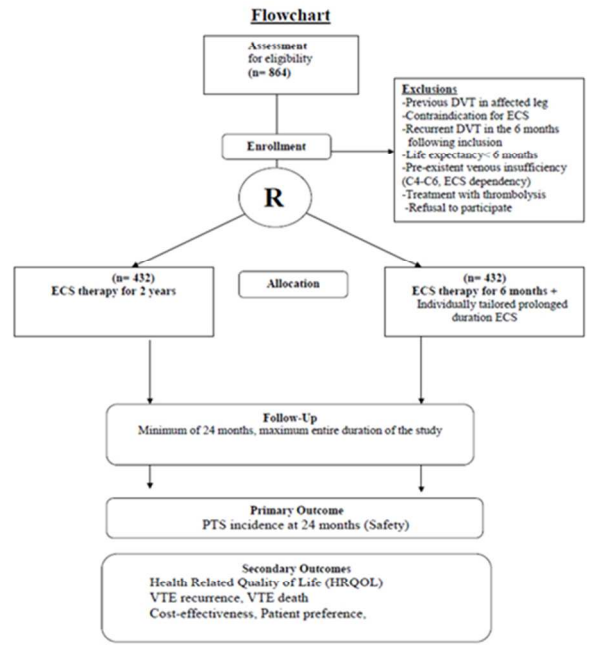 Flowchart
Assessment
for eligibility
(n= 864)
Exclusions
-Previous DVT in affected leg
-Contraindication for ECS
-Recurrent DVT in the 6 months
following inclusion
-Life expectancy< 6 months
-Pre-existent venous insufficiency
(C4-C6, ECS dependency)
-Treatment with thrombolysis
-Refusal to participate
Enrollment
R
(n= 432)
ECS therapy for 2 years
Allocation
(n= 432)
ECS therapy for 6 months +
Individually tailored prolonged
duration ECS
Follow-Up
Minimum of 24 months, maximum entire duration of the study
Primary Outcome
PTS incidence at 24 months (Safety)
Secondary Outcomes
Health Related Quality of Life (HRQOL)
VTE recurrence, VTE death
Cost-effectiveness, Patient preference,